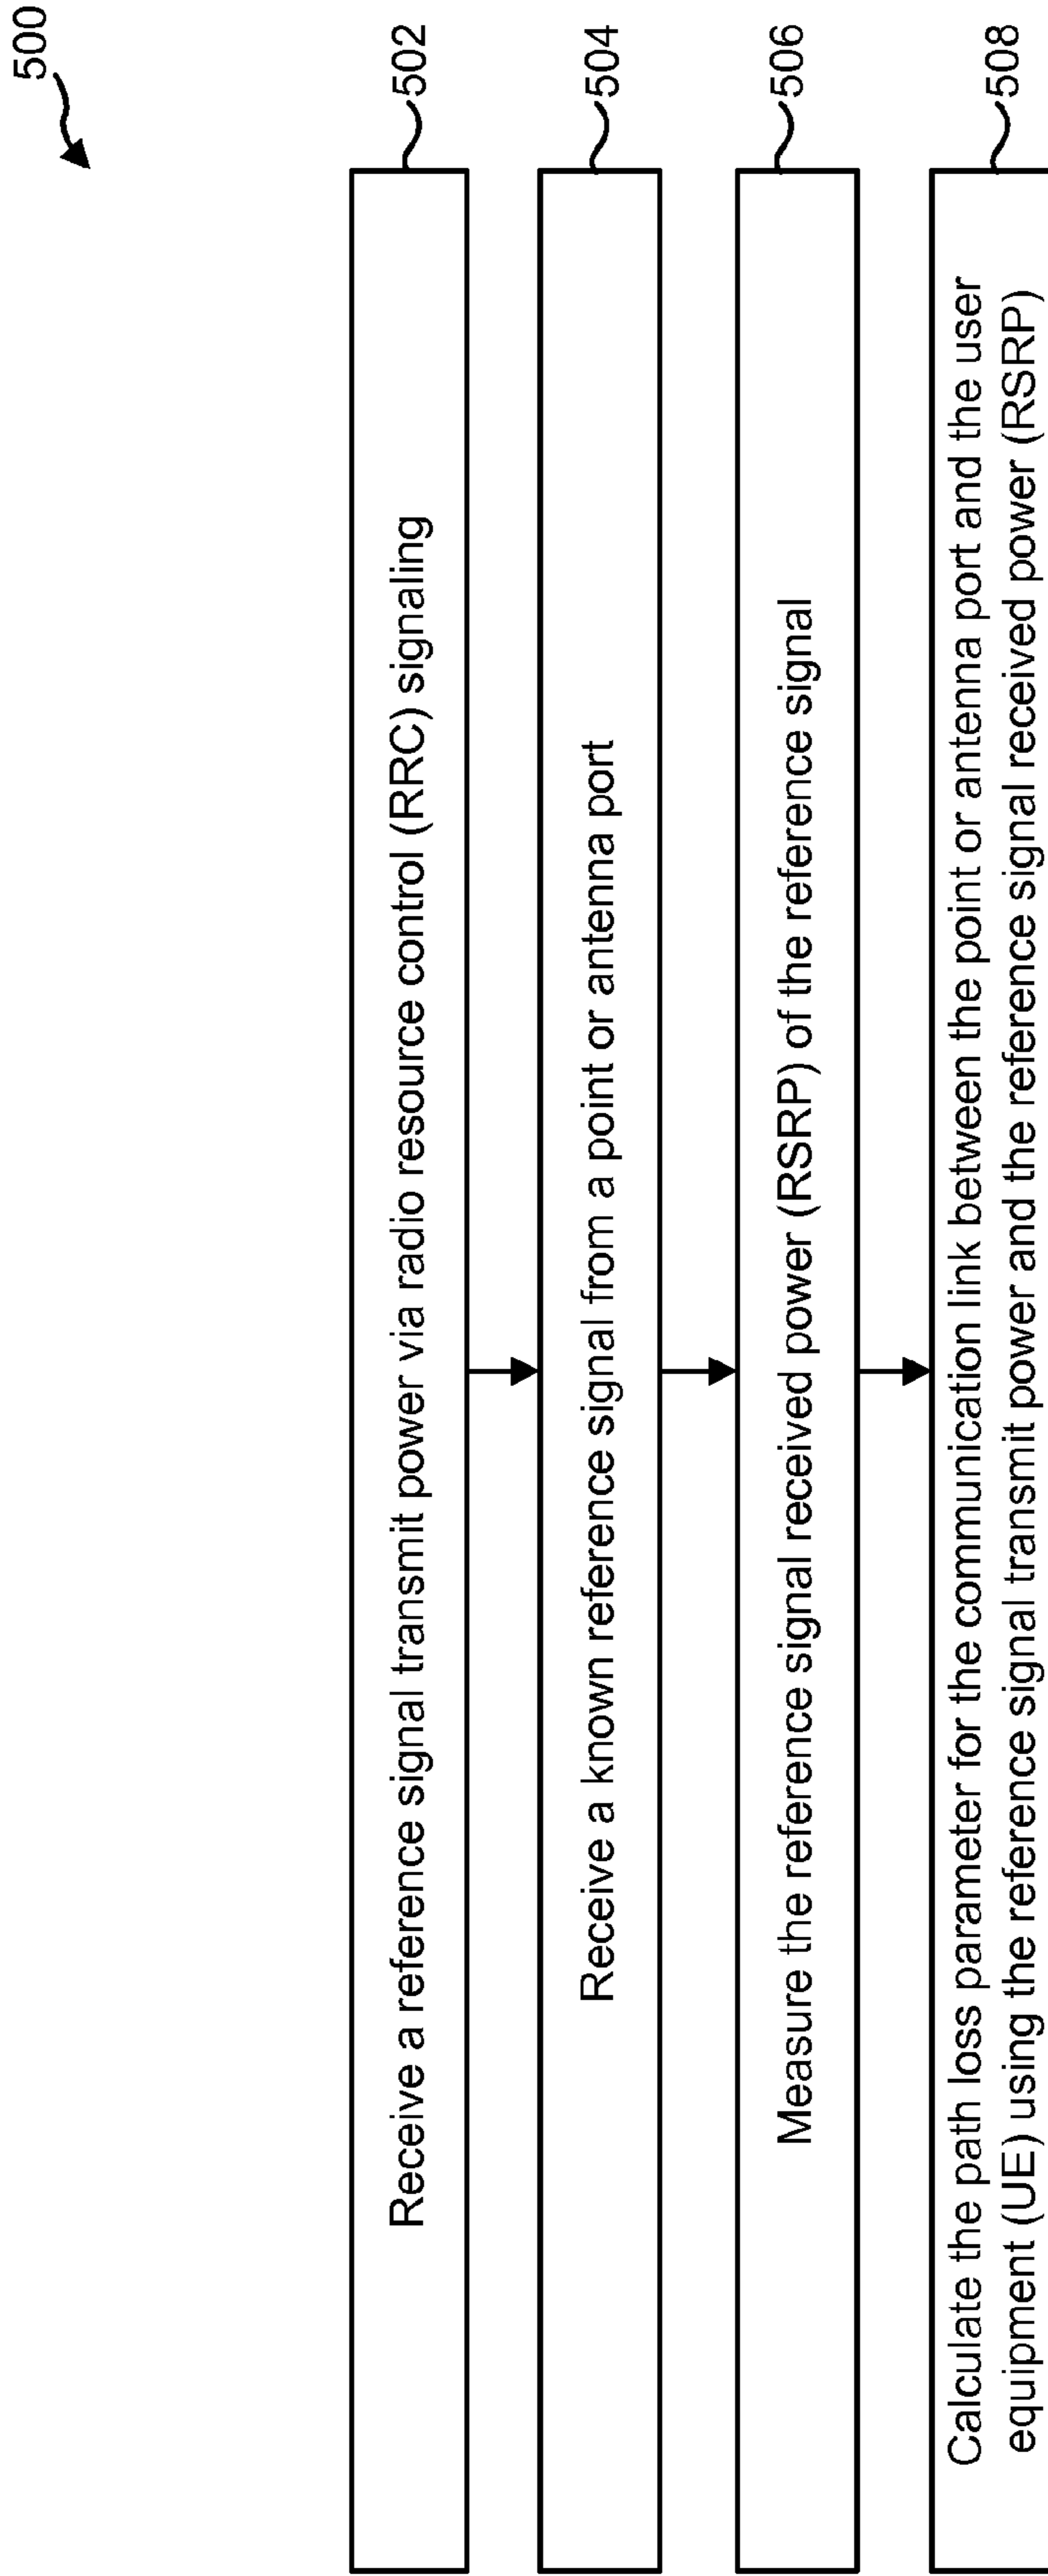 500
Receive a reference signal transmit power via radio resource control (RRC) signaling
502
Receive a known reference signal from a point or antenna port
504
Measure the reference signal received power (RSRP) of the reference signal
506
Calculate the path loss parameter for the communication link between the point or antenna port and the user
equipment (UE) using the reference signal transmit power and the reference signal received power (RSRP)
508